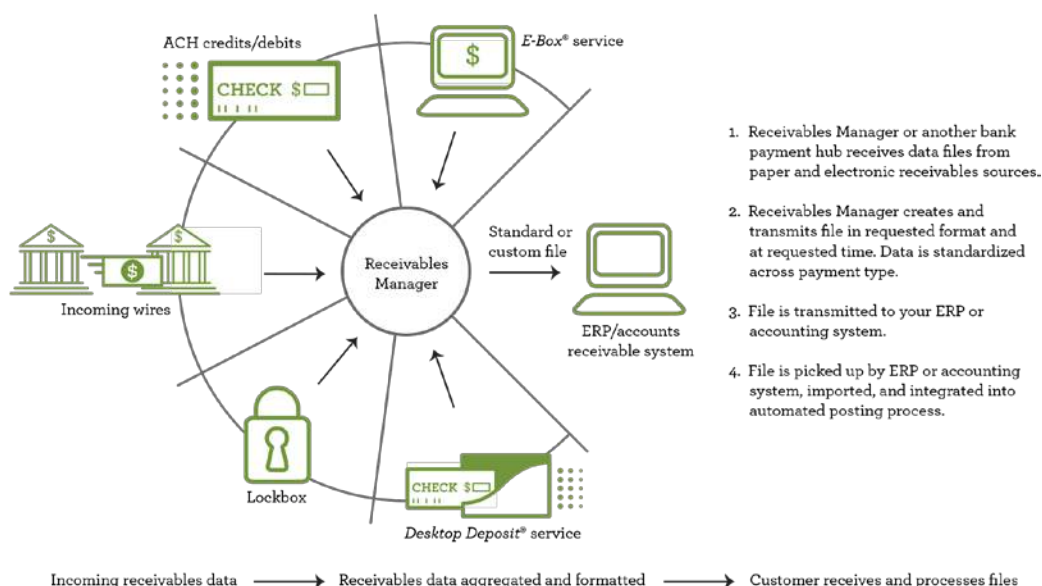 ACH credits/debits
CHECK $
E-Box® service
$
$
$
$
Incoming wires
Receivables
Manager
Standard or
custom file
ERP/accounts
receivable system
Lockbox
CHECK $
Desktop Deposit® service
1. Receivables Manager or another bank
payment hub receives data files from
paper and electronic receivables sources.
2. Receivables Manager creates and
transmits file in requested format and
at requested time. Data is standardized
across payment type.
3. File is transmitted to your ERP or
accounting system.
4. File is picked up by ERP or accounting
system, imported, and integrated into
automated posting process.
Incoming receivables data
Receivables data aggregated and formatted
Customer receives and processes files